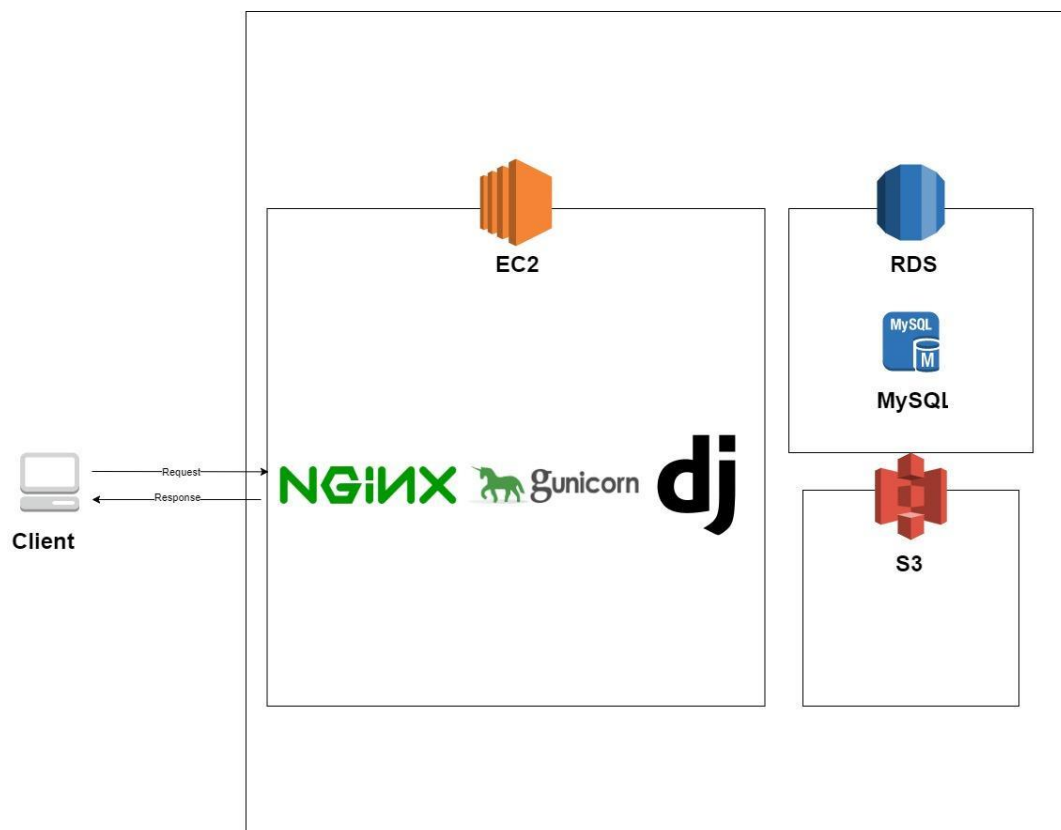 EC2
RDS
MySQL
MySQL
M
Request
Response
NGiNX
gunicorn
dj
Client
S3